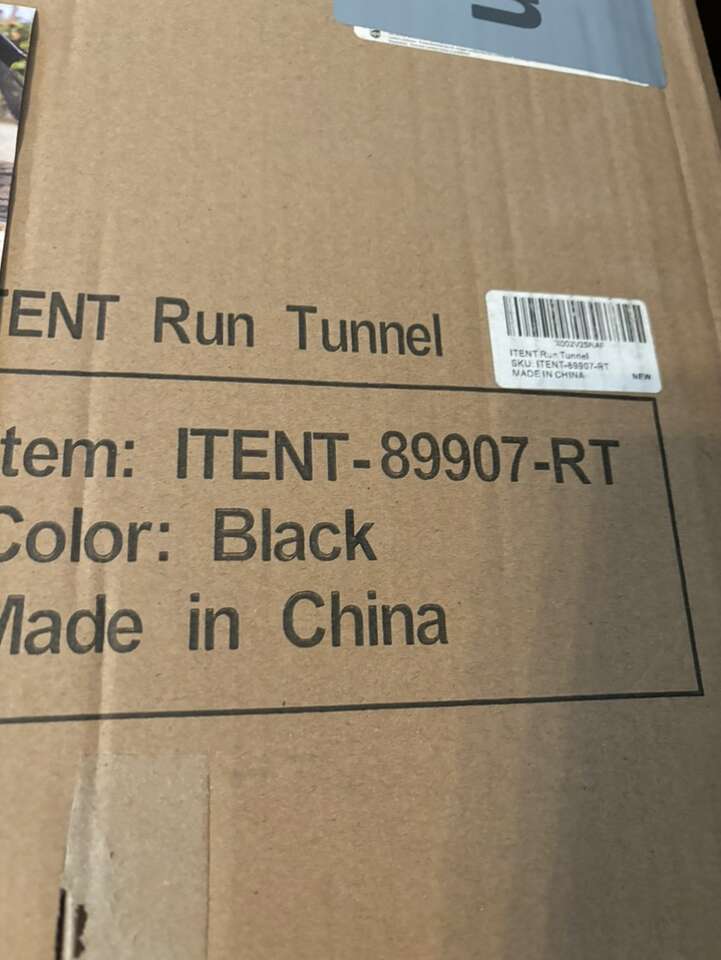 TENT Run Tunnel
ITENT Run Tunnel
SKU: ITENT-89907-RT
MADE IN CHINA NEW
tem: ITENT-89907-RT
Color: Black
Made in China